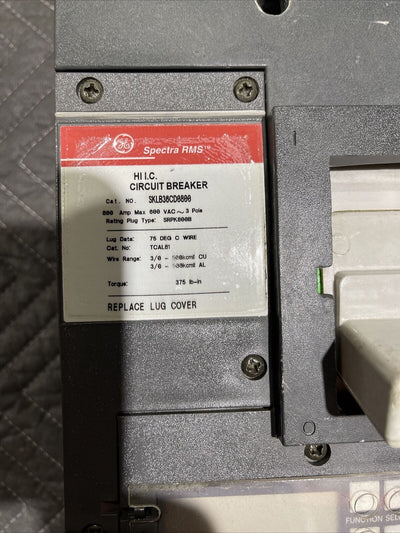 GE Spectra RMS™
HI I.C.
CIRCUIT BREAKER
Cat. NO. SKLB36CD0800
800 Amp Max 600 VAC ~ 3 Pole
Rating Plug Type: SRPK800B
Lug Data: 75 DEG C WIRE
Cat. No: TCAL81
Wire Range: 3/0 - 500kcmil CU
3/0 - 500kcmil AL
Torque: 375 lb-in
REPLACE LUG COVER
I
O
FUNCTION